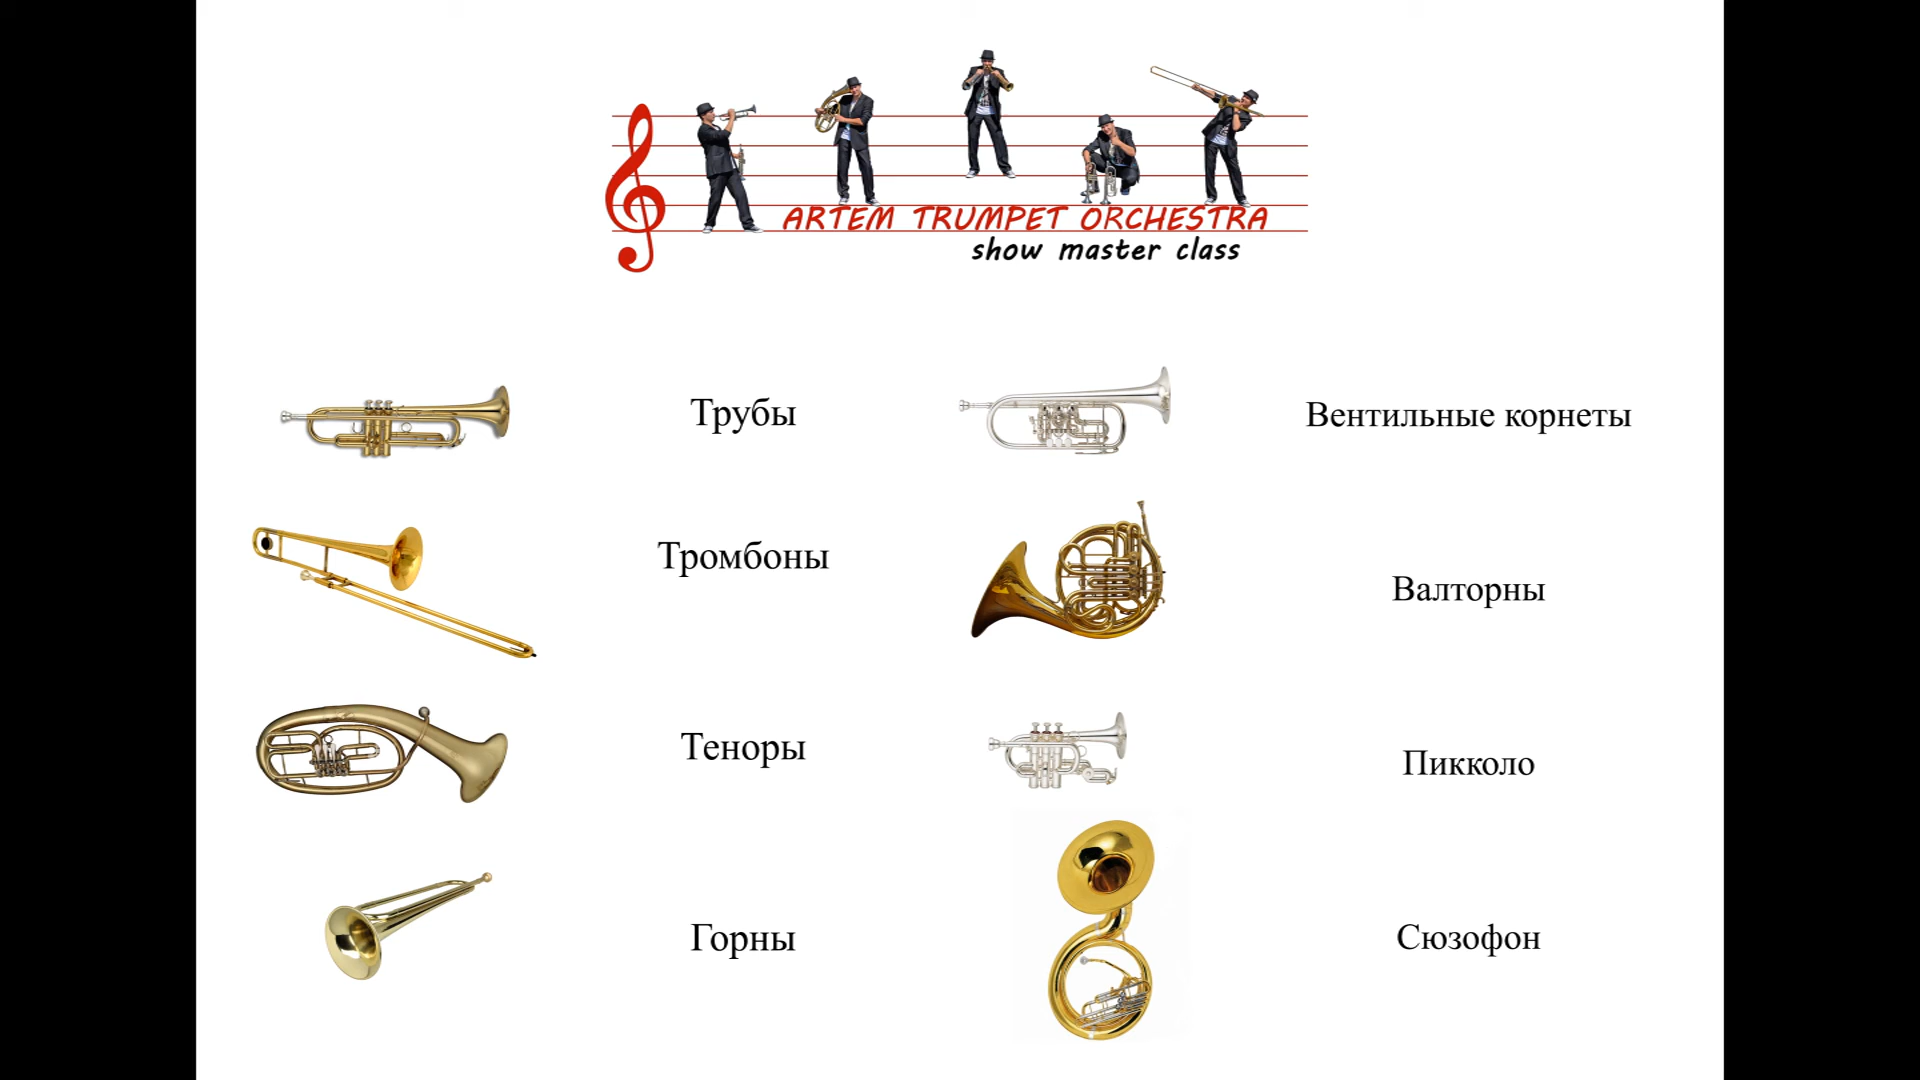 ARTEM TRUMPET ORCHESTRA
show master class
Трубы
Вентильные корнеты
Тромбоны
Валторны
Теноры
Пикколо
Горны
Сюзофон